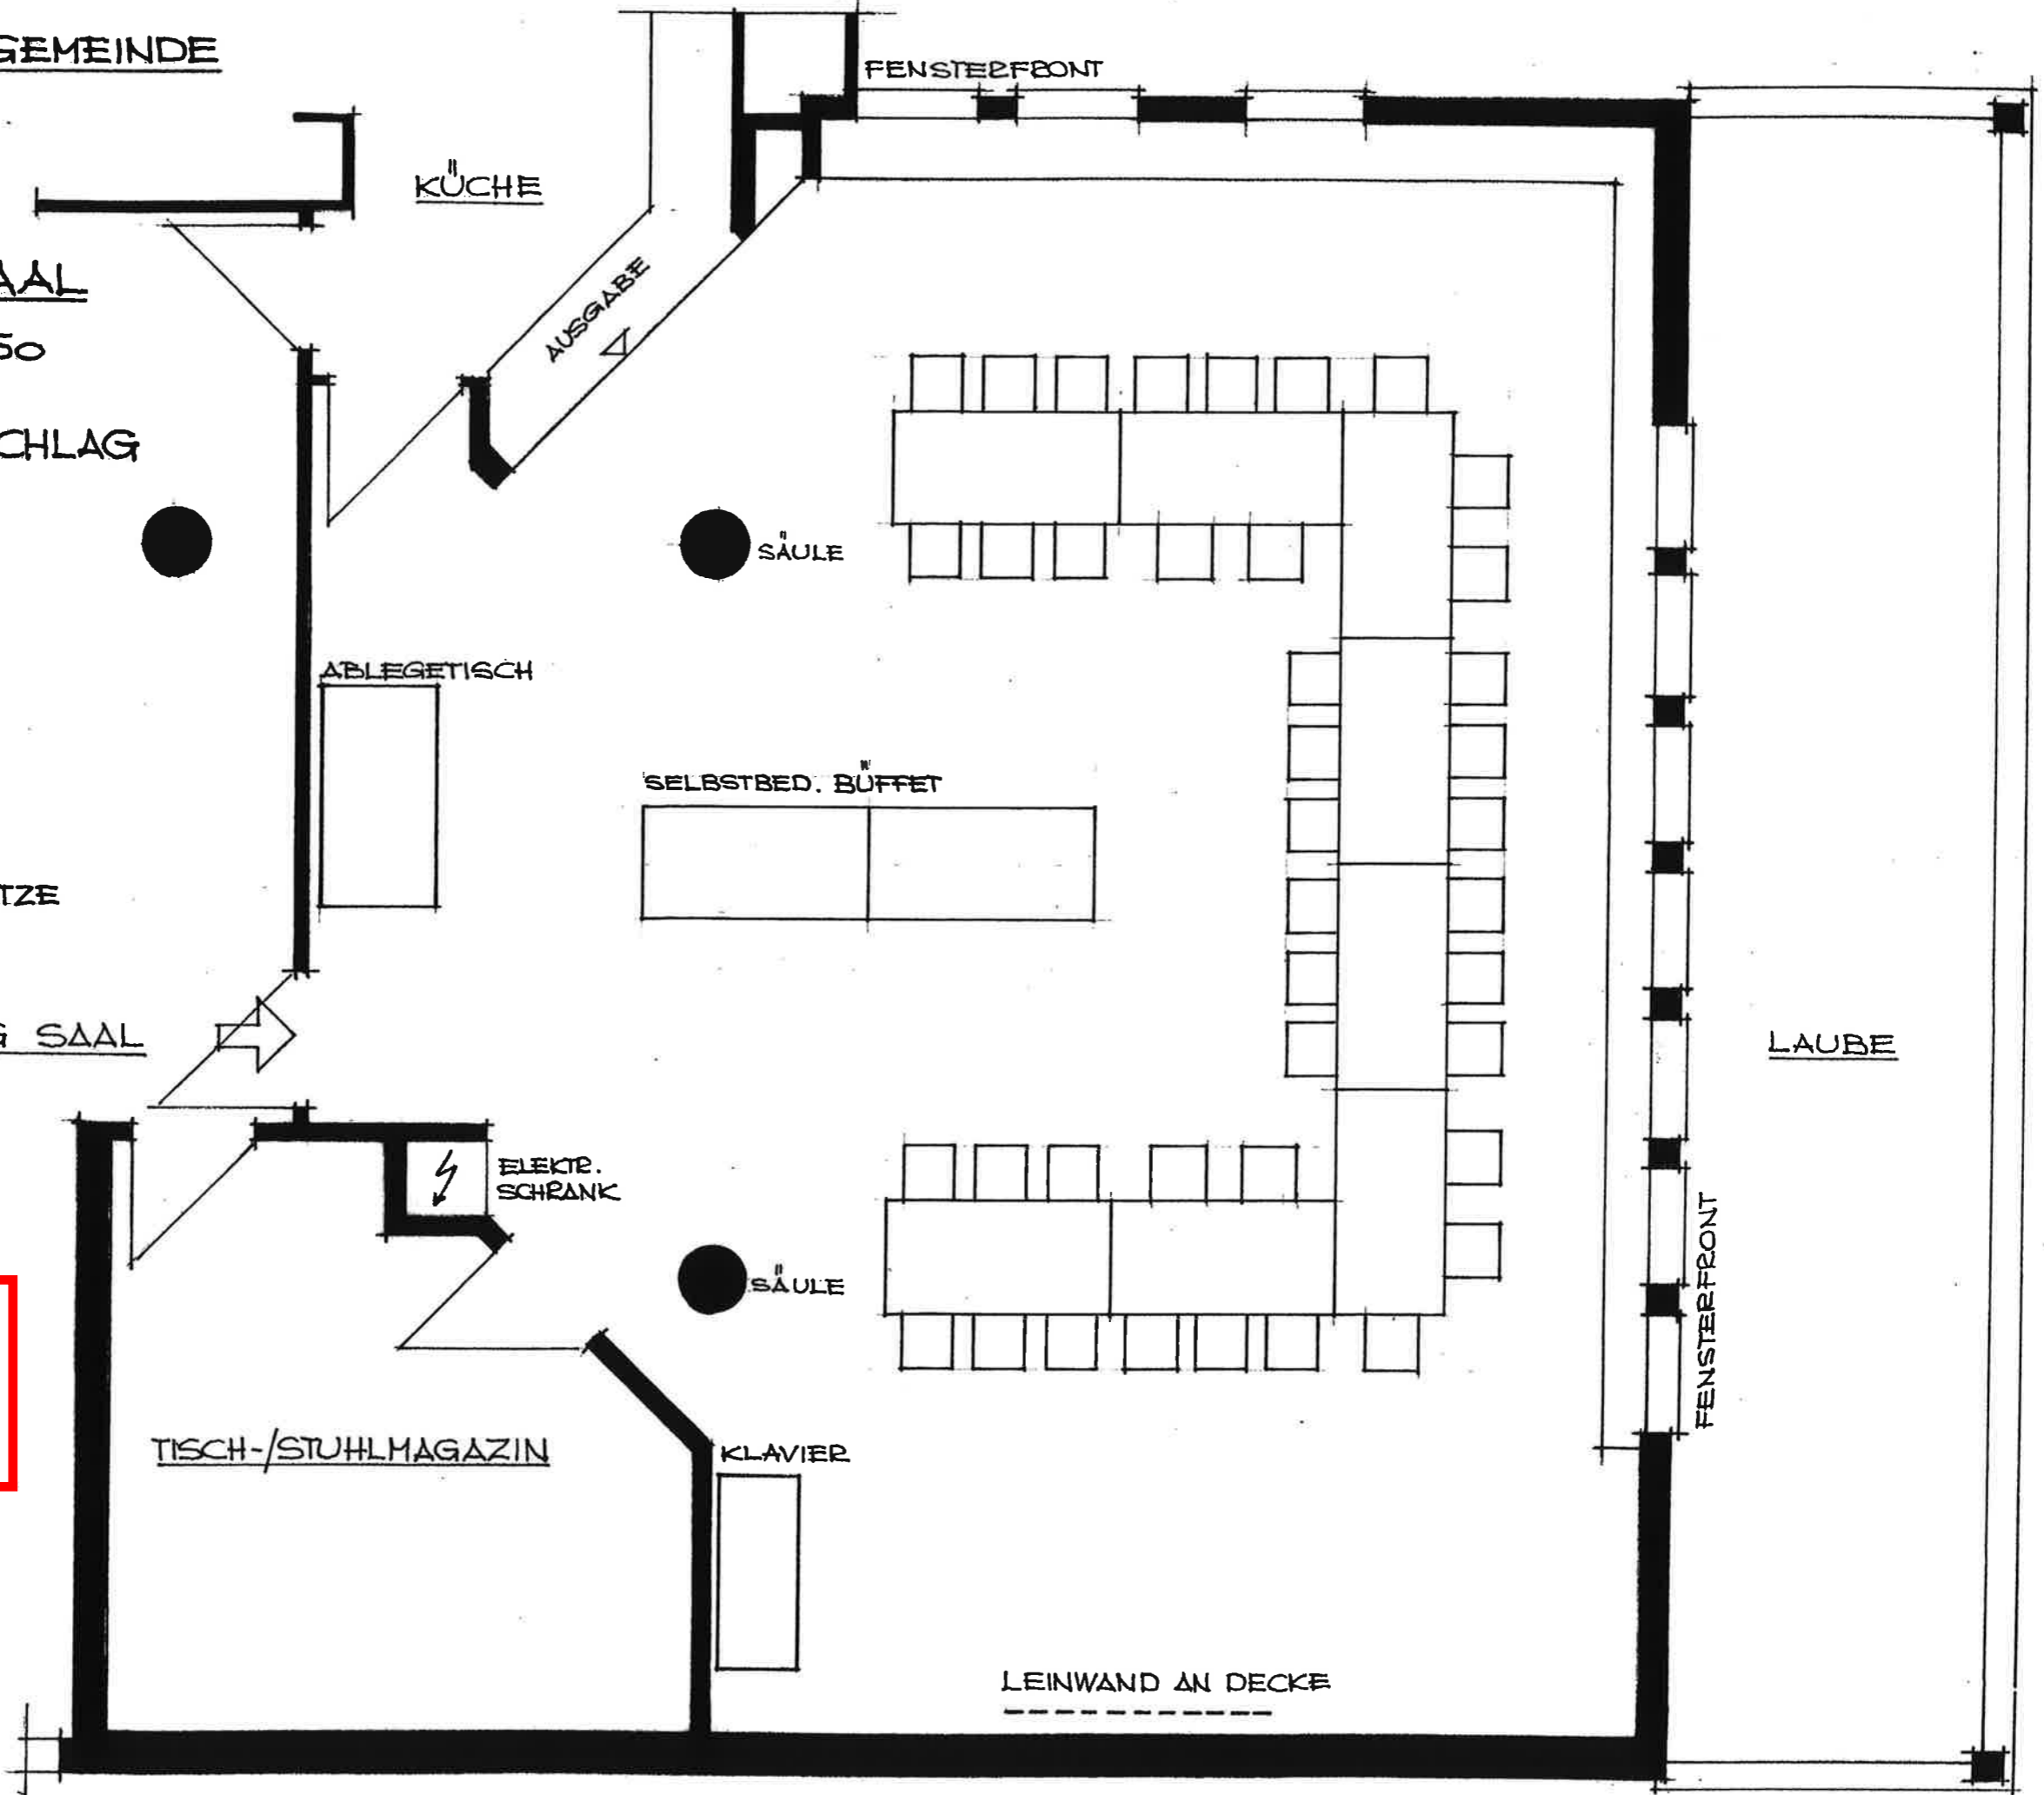 GEMEINDE
FENSTERFRONT
KÜCHE
AAL
50
AUSGABE
CHLAG
SÄULE
ABLEGETISCH
SELBSTBED. BÜFFET
TZE
G SAAL
LAUBE
ELEKTR.
SCHRANK
FENSTERFRONT
SÄULE
TISCH-/STUHLMAGAZIN
KLAVIER
LEINWAND AN DECKE